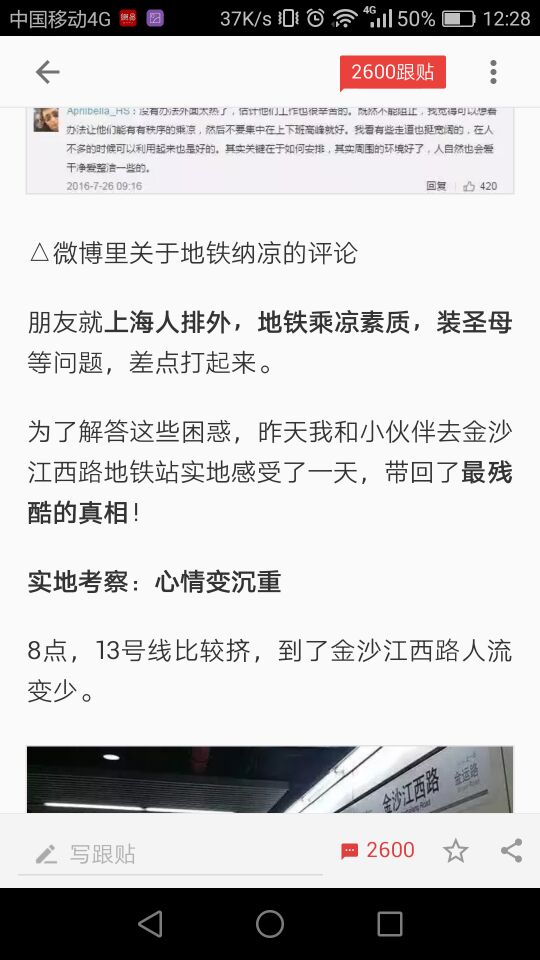 中国移动4G 37K/s 4G 50% 12:28
2600跟贴
Aprilbella_HS：没有办法外面太热了，估计他们工作也很辛苦的。既然不能阻止，我觉得可以想着
办法让他们能有有秩序的乘凉，然后不要集中在上下班高峰就好。我看有些走道也挺宽阔的，在人
不多的时候可以利用起来也是好的。其实关键在于如何安排，其实周围的环境好了，人自然也会爱
干净爱整洁一些的。
2016-7-26 09:16 回复 420
△微博里关于地铁纳凉的评论
朋友就上海人排外，地铁乘凉素质，装圣母
等问题，差点打起来。
为了解答这些困惑，昨天我和小伙伴去金沙
江西路地铁站实地感受了一天，带回了最残
酷的真相！
实地考察：心情变沉重
8点，13号线比较挤，到了金沙江西路人流
变少。
金沙江西路
金运路
写跟贴 2600